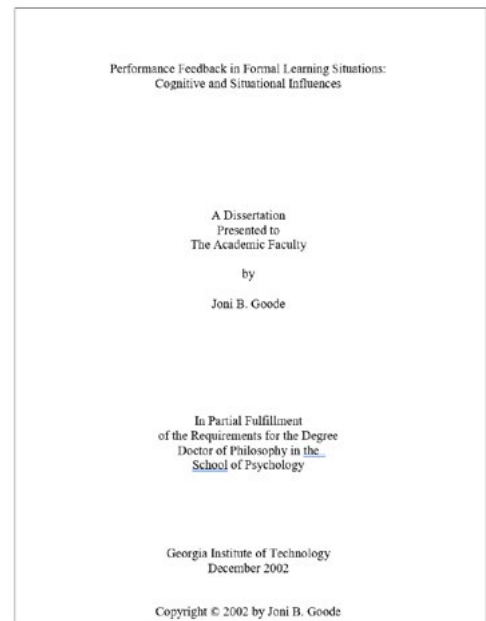 Performance Feedback in Formal Learning Situations:
Cognitive and Situational Influences
A Dissertation
Presented to
The Academic Faculty
by
Joni B. Goode
In Partial Fulfillment
of the Requirements for the Degree
Doctor of Philosophy in the
School of Psychology
Georgia Institute of Technology
December 2002
Copyright © 2002 by Joni B. Goode